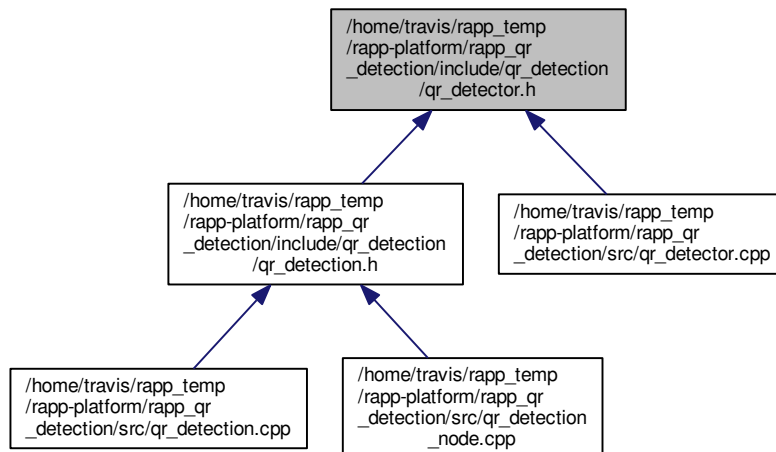 /home/travis/rapp_temp
/rapp-platform/rapp_qr
_detection/include/qr_detection
/qr_detector.h
/home/travis/rapp_temp
/rapp-platform/rapp_qr
_detection/include/qr_detection
/qr_detection.h
/home/travis/rapp_temp
/rapp-platform/rapp_qr
_detection/src/qr_detector.cpp
/home/travis/rapp_temp
/rapp-platform/rapp_qr
_detection/src/qr_detection.cpp
/home/travis/rapp_temp
/rapp-platform/rapp_qr
_detection/src/qr_detection
_node.cpp